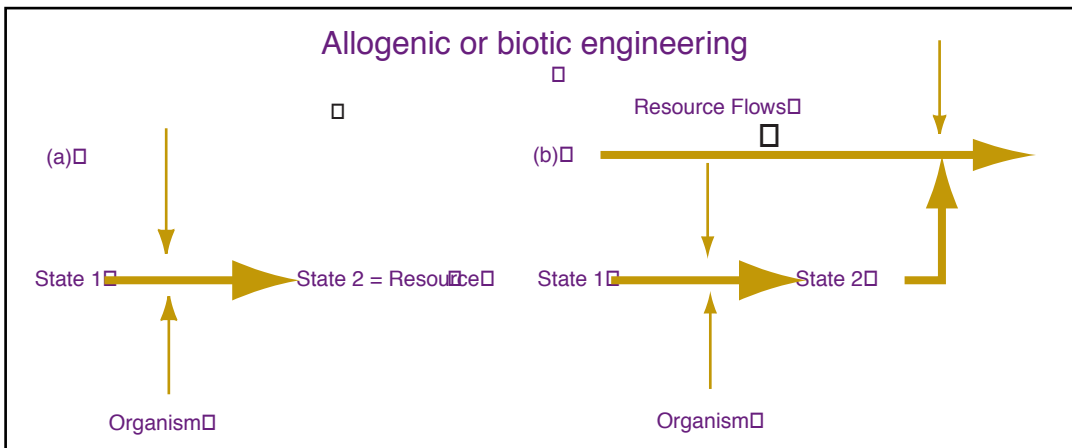 Allogenic or biotic engineering
Resource Flows
(a)
(b)
State 1
State 2 = Resource
State 1
State 2
Organism
Organism